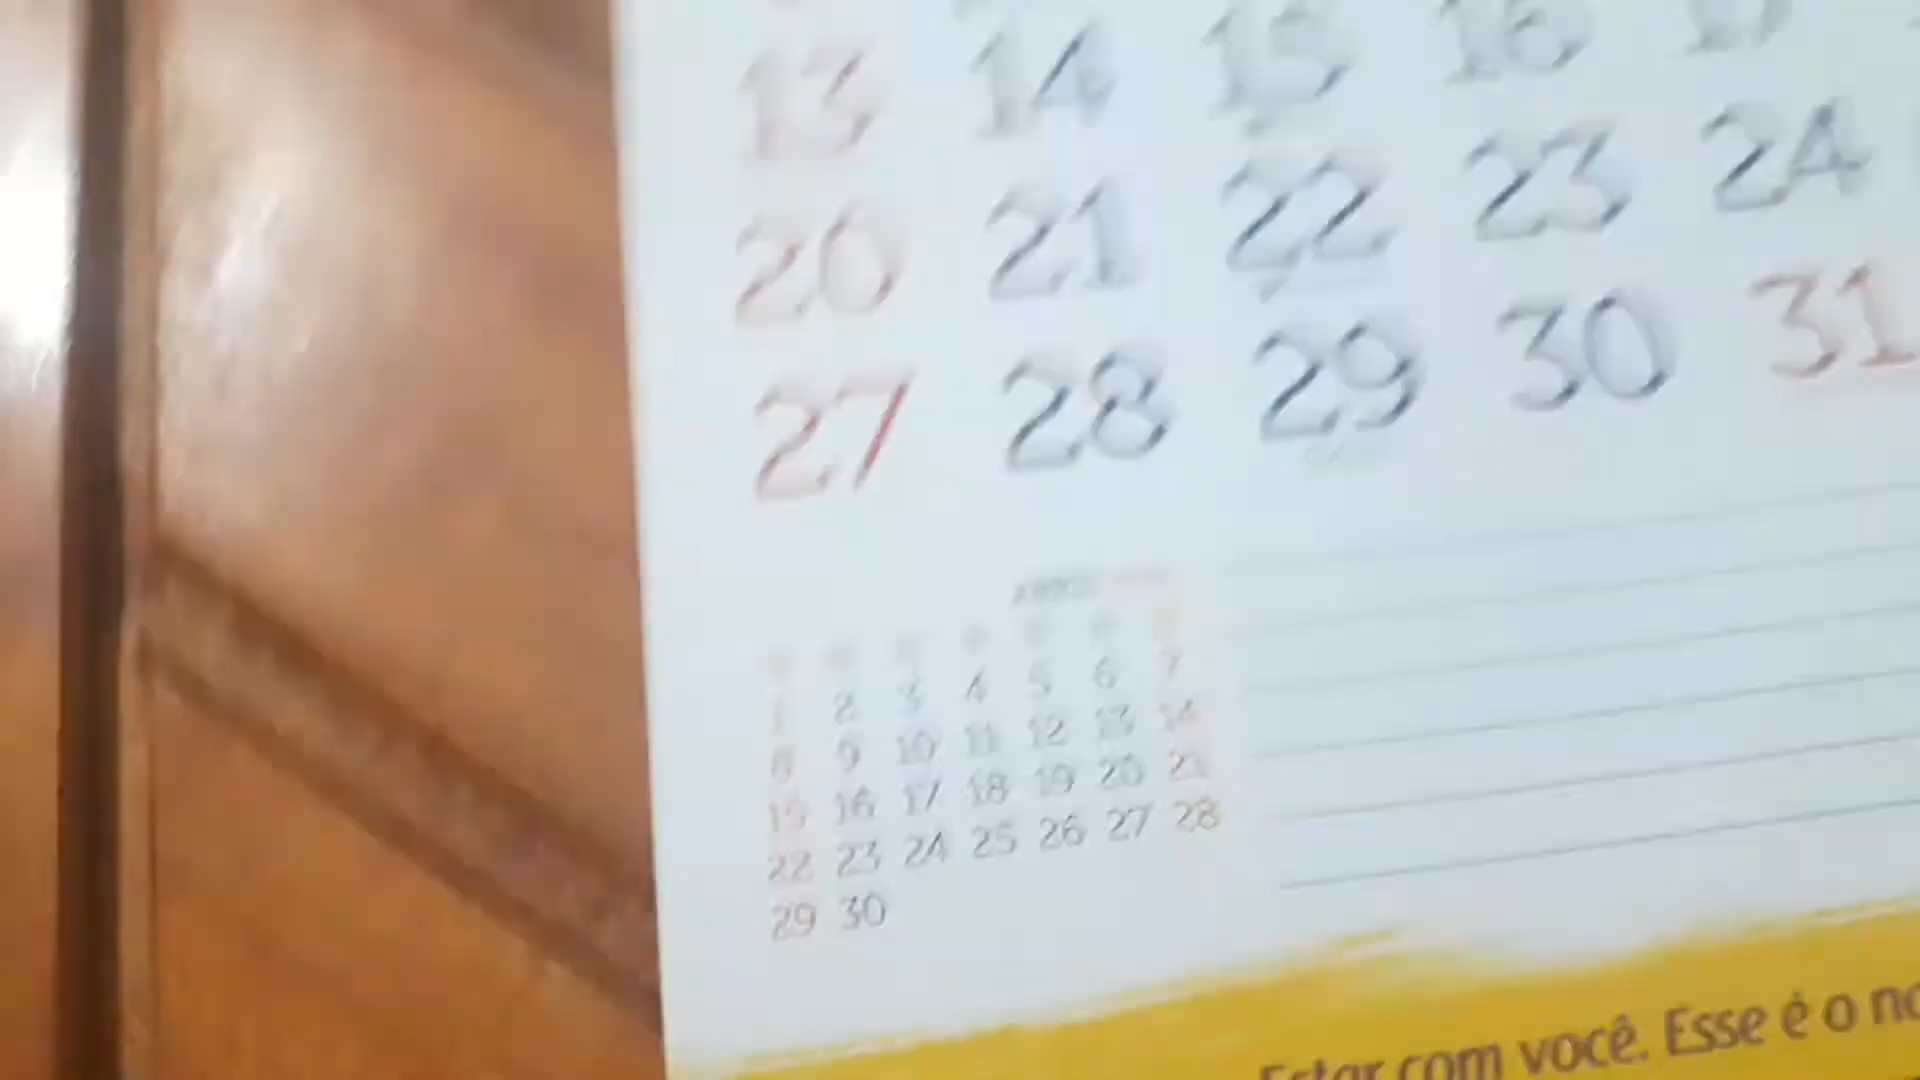 13 14 15 16 17
20 21 22 23 24
27 28 29 30 31
1 2 3 4 5 6 7
8 9 10 11 12 13 14
15 16 17 18 19 20 21
22 23 24 25 26 27 28
29 30
Estar com você. Esse é o no